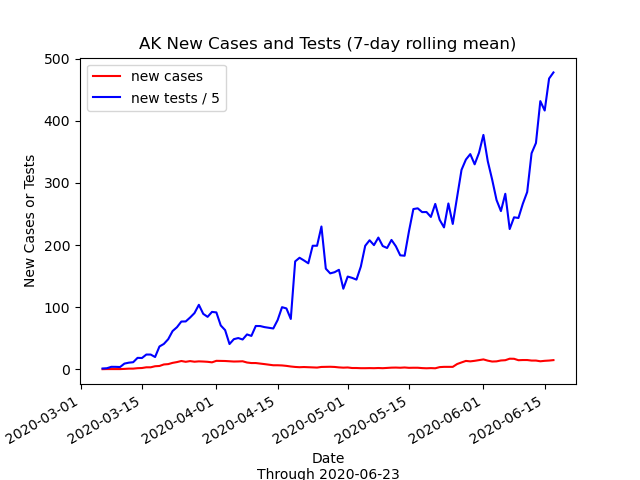 AK New Cases and Tests (7-day rolling mean)
new cases
new tests / 5
New Cases or Tests
500
400
300
200
100
0
2020-03-01
2020-03-15
2020-04-01
2020-04-15
2020-05-01
2020-05-15
2020-06-01
2020-06-15
Date
Through 2020-06-23